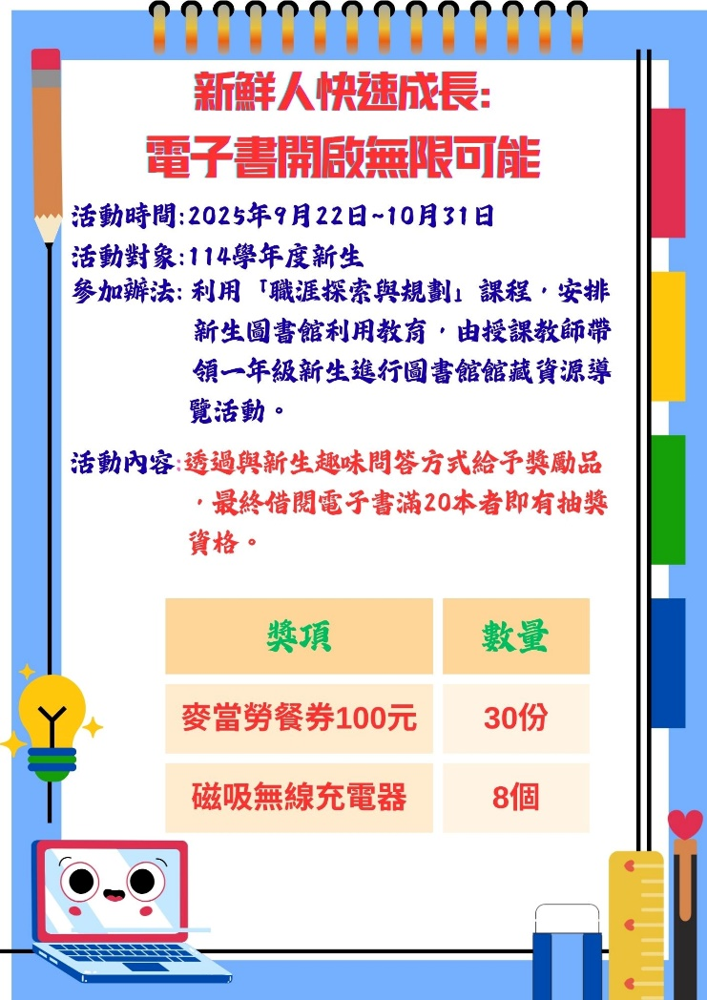 新鮮人快速成長:
電子書開啟無限可能
活動時間:2025年9月22日~10月31日
活動對象:114學年度新生
參加辦法: 利用「職涯探索與規劃」課程，安排
新生圖書館利用教育，由授課教師帶
領一年級新生進行圖書館館藏資源導
覽活動。
活動內容:透過與新生趣味問答方式給予獎勵品
，最終借閱電子書滿20本者即有抽獎
資格。
獎項 數量
麥當勞餐券100元 30份
磁吸無線充電器 8個